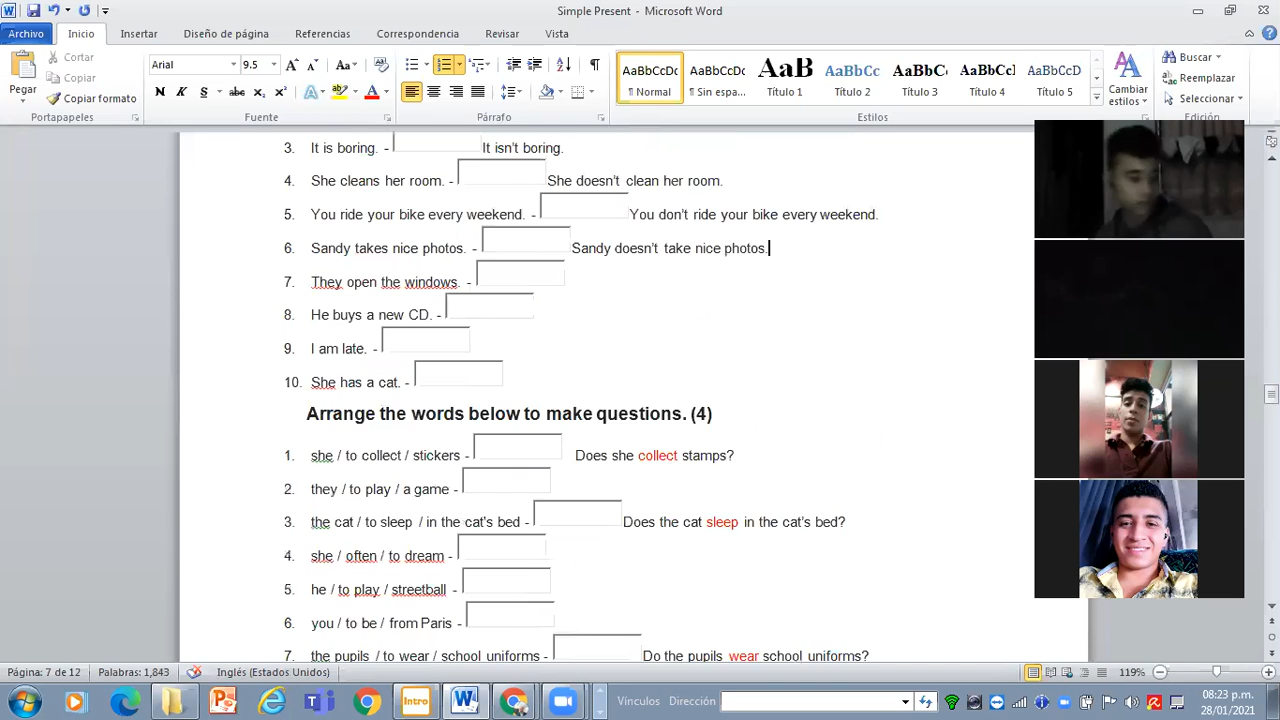 Simple Present - Microsoft Word
Archivo Inicio Insertar Diseño de página Referencias Correspondencia Revisar Vista
Pegar Cortar Copiar Copiar formato Portapapeles
Arial 9.5 Fuente
Párrafo
AaBbCcDc AaBbCcDc AaB AaBbCc AaBbC AaBbCc AaBbCcD
¶ Normal ¶ Sin espa... Título 1 Título 2 Título 3 Título 4 Título 5
Estilos
Cambiar estilos
Buscar
Reemplazar
Seleccionar
Edición
3. It is boring. - It isn't boring.
4. She cleans her room. - She doesn't clean her room.
5. You ride your bike every weekend. - You don't ride your bike every weekend.
6. Sandy takes nice photos. - Sandy doesn't take nice photos.
7. They open the windows. -
8. He buys a new CD. -
9. I am late. -
10. She has a cat. -
Arrange the words below to make questions. (4)
1. she / to collect / stickers - Does she collect stamps?
2. they / to play / a game -
3. the cat / to sleep / in the cat's bed - Does the cat sleep in the cat's bed?
4. she / often / to dream -
5. he / to play / streetball -
6. you / to be / from Paris -
7. the pupils / to wear / school uniforms - Do the pupils wear school uniforms?
Página: 7 de 12 Palabras: 1,843 Inglés (Estados Unidos) 119%
Intro Vínculos Dirección 08:23 p.m.
28/01/2021